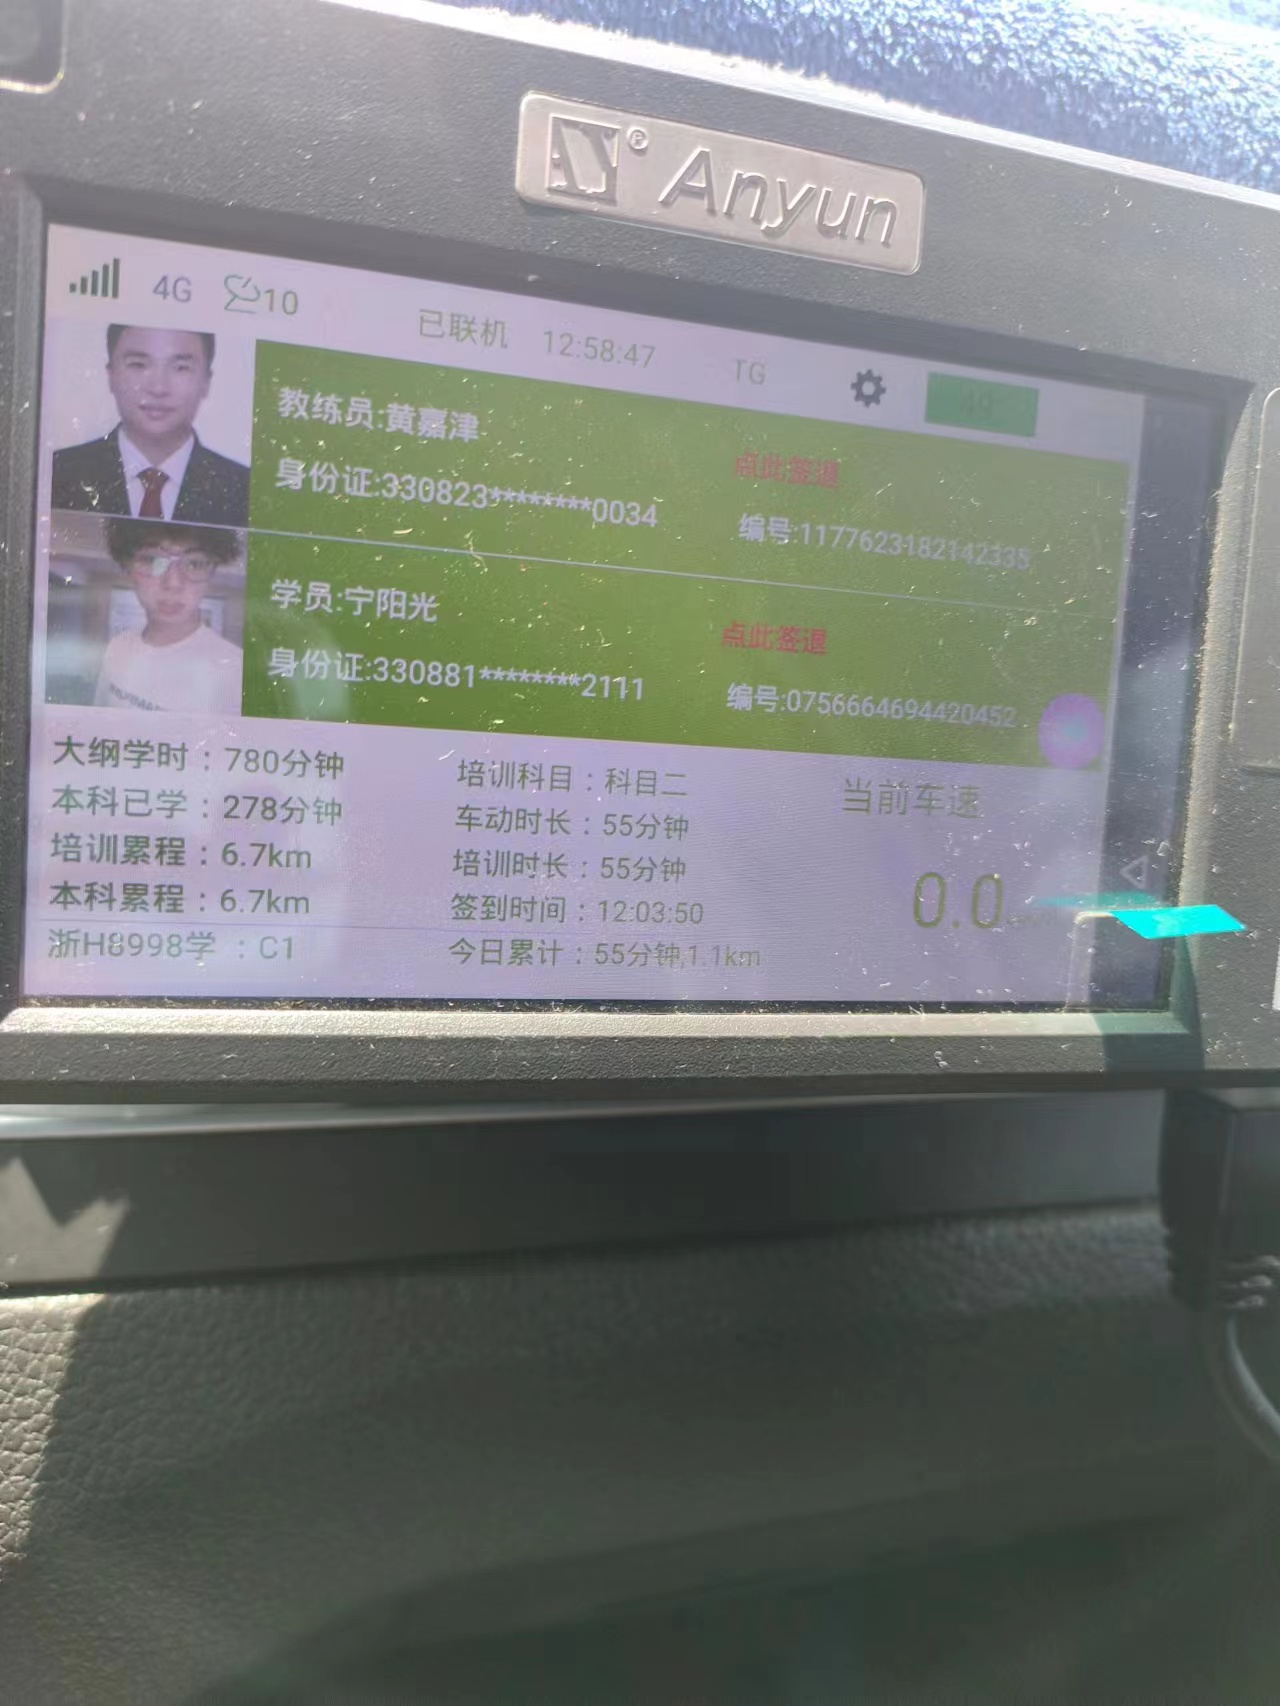 Anyun
4G 10 已联机 12:58:47 TG
教练员:黄嘉津
点此签退
身份证:330823********0034
编号:1177623182142335
学员:宁阳光
点此签退
身份证:330881********2111
编号:0756664694420452
大纲学时：780分钟
本科已学：278分钟
培训累程：6.7km
本科累程：6.7km
浙H8998学 ：C1
培训科目：科目二
车动时长：55分钟
培训时长：55分钟
签到时间：12:03:50
今日累计：55分钟,1.1km
当前车速
0.0